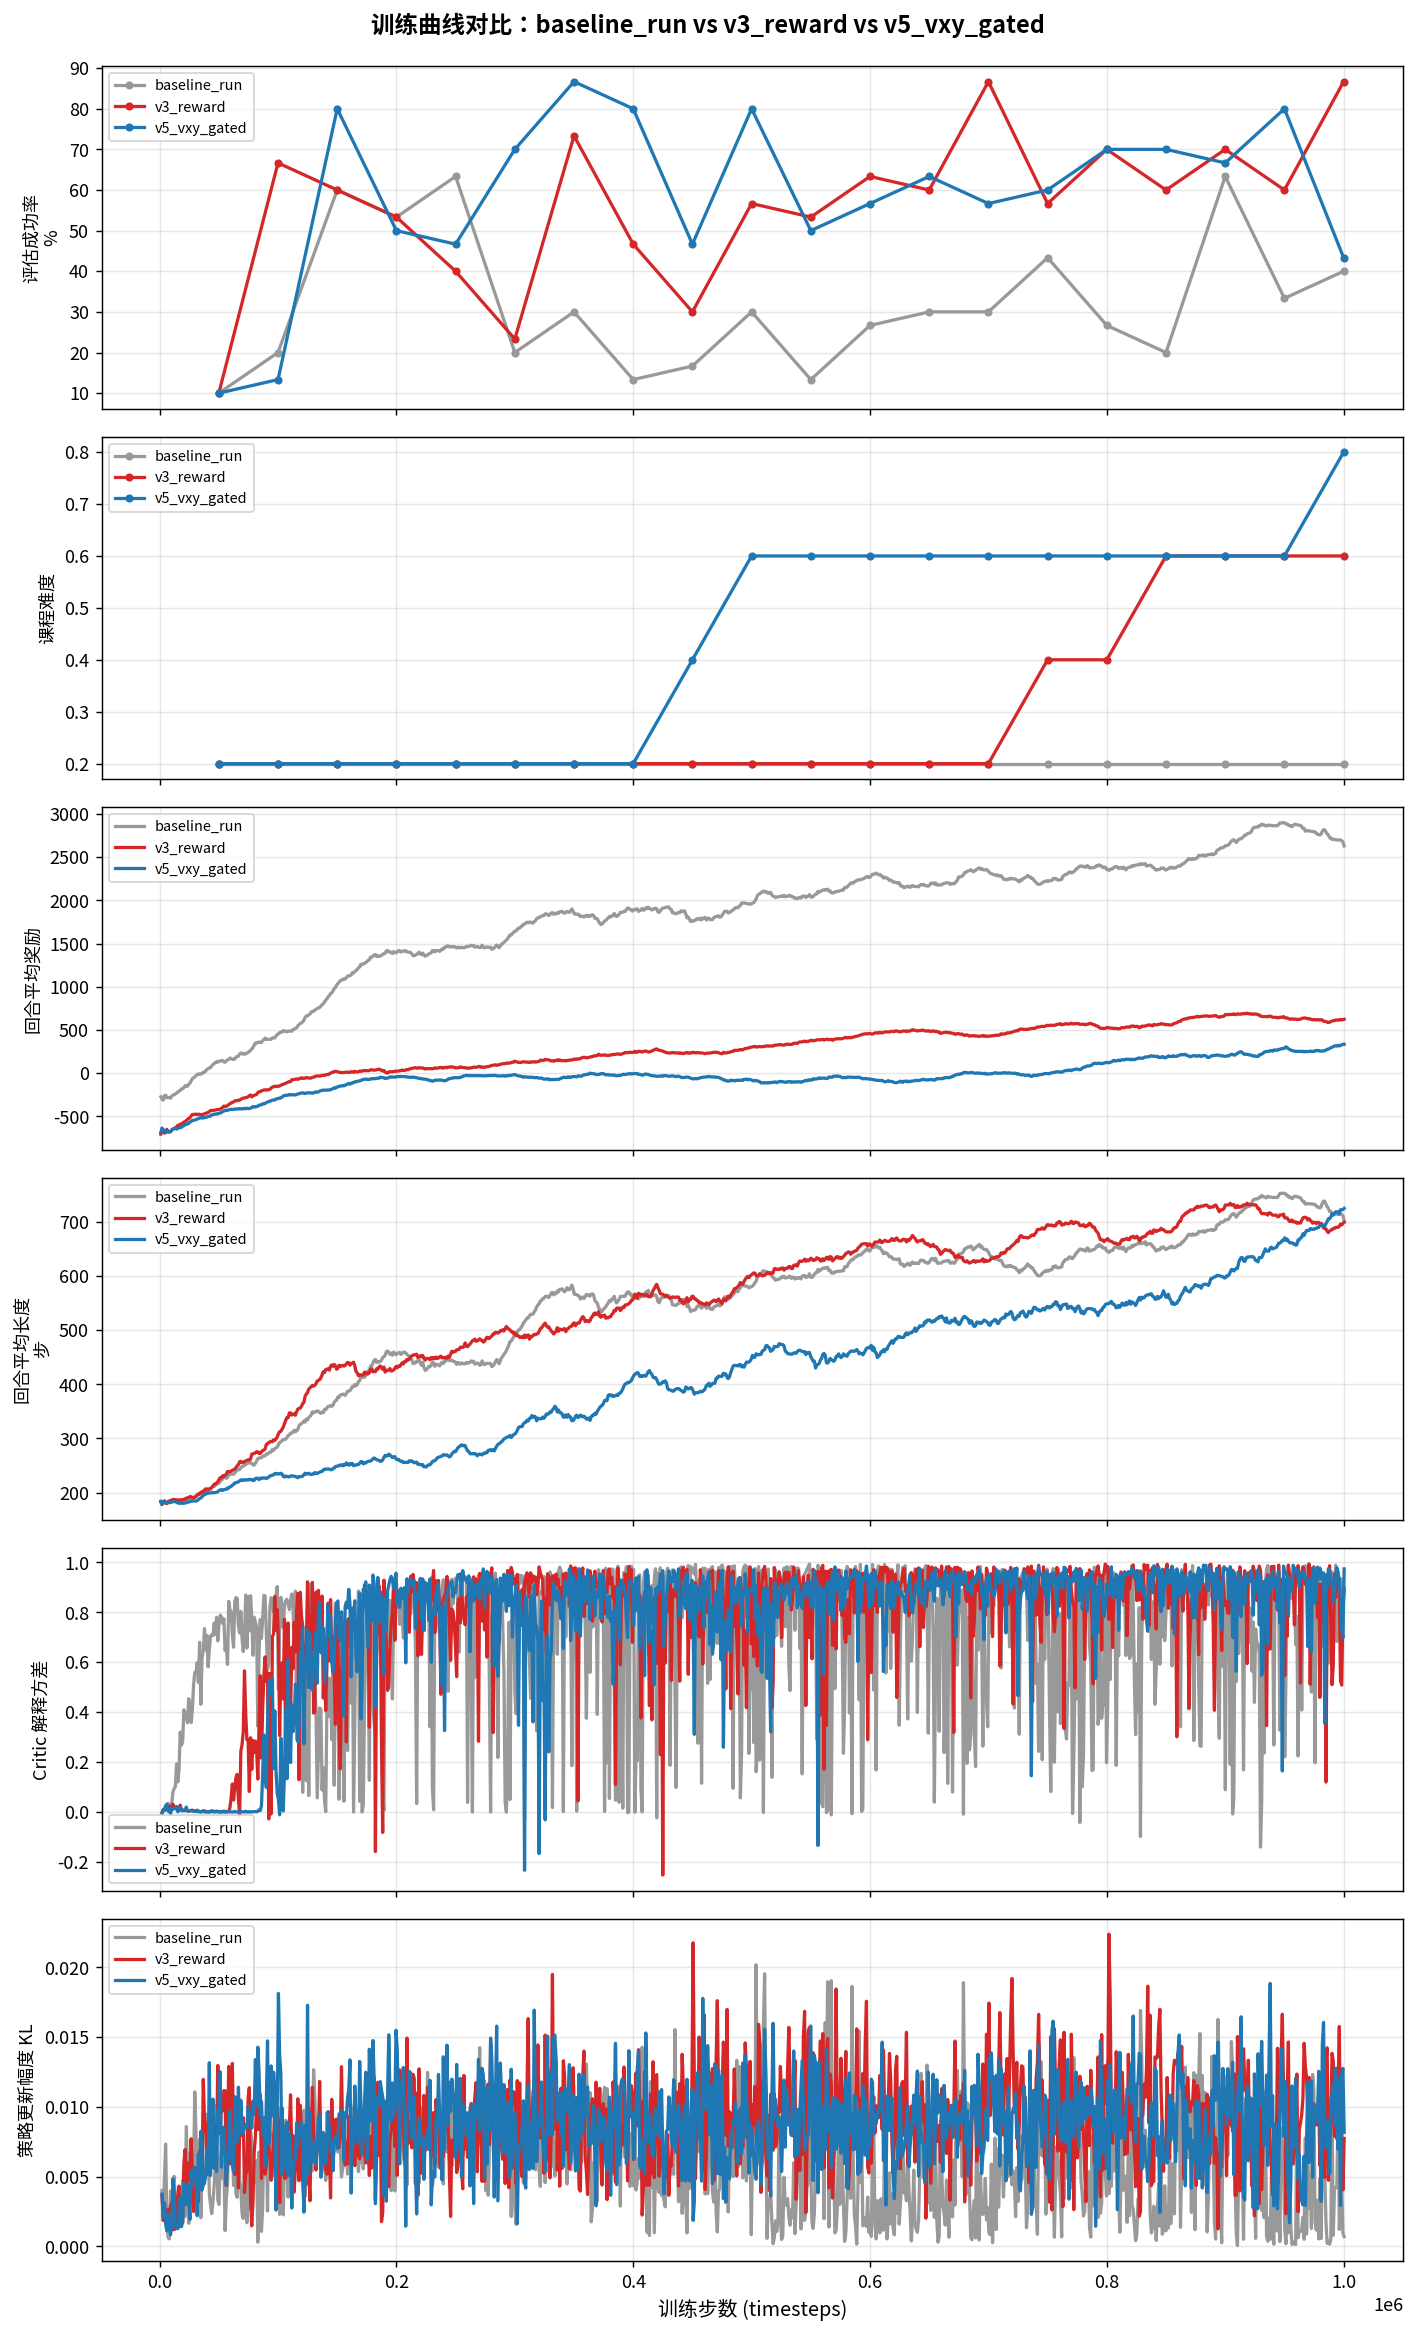 训练曲线对比：baseline_run vs v3_reward vs v5_vxy_gated
评估成功率
%
90
80
70
60
50
40
30
20
10
baseline_run
v3_reward
v5_vxy_gated
课程难度
0.8
0.7
0.6
0.5
0.4
0.3
0.2
baseline_run
v3_reward
v5_vxy_gated
回合平均奖励
3000
2500
2000
1500
1000
500
0
-500
baseline_run
v3_reward
v5_vxy_gated
回合平均长度
步
700
600
500
400
300
200
baseline_run
v3_reward
v5_vxy_gated
Critic 解释方差
1.0
0.8
0.6
0.4
0.2
0.0
-0.2
baseline_run
v3_reward
v5_vxy_gated
策略更新幅度 KL
0.020
0.015
0.010
0.005
0.000
baseline_run
v3_reward
v5_vxy_gated
0.0 0.2 0.4 0.6 0.8 1.0
1e6
训练步数 (timesteps)